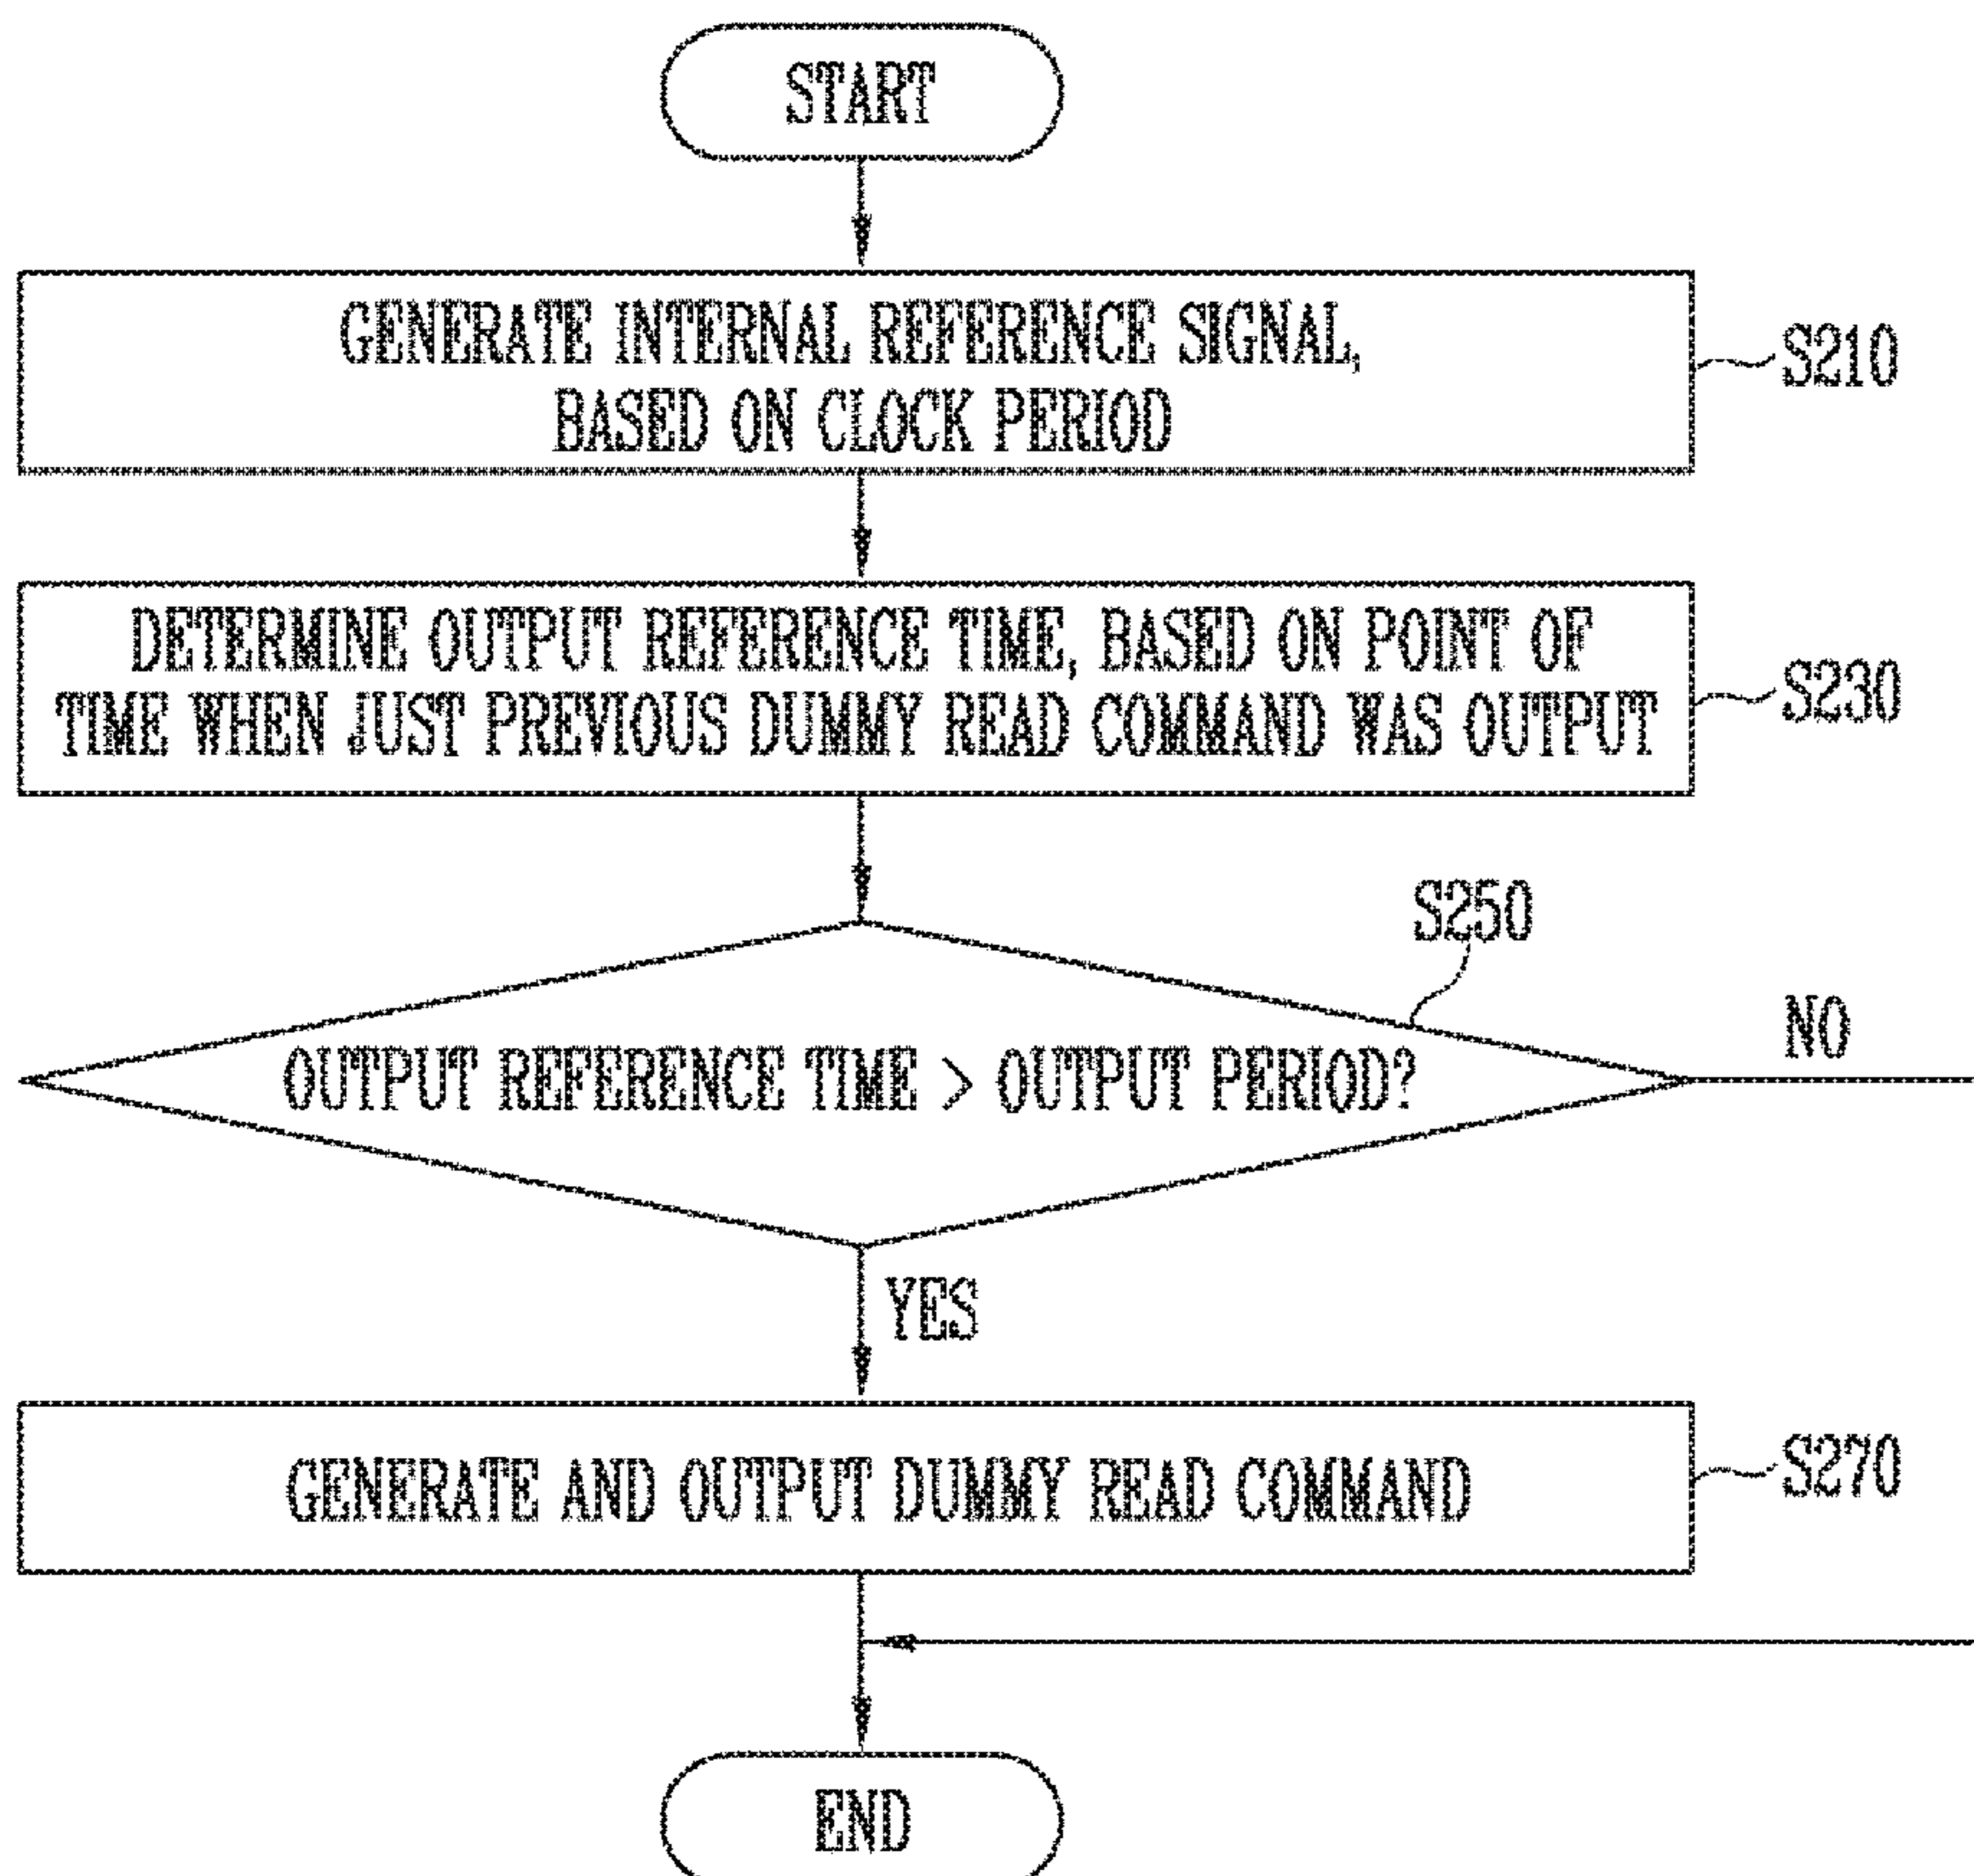 START
GENERATE INTERNAL REFERENCE SIGNAL,
BASED ON CLOCK PERIOD
S210
DETERMINE OUTPUT REFERENCE TIME, BASED ON POINT OF
TIME WHEN JUST PREVIOUS DUMMY READ COMMAND WAS OUTPUT
S230
S250
OUTPUT REFERENCE TIME > OUTPUT PERIOD?
NO
YES
GENERATE AND OUTPUT DUMMY READ COMMAND
S270
END